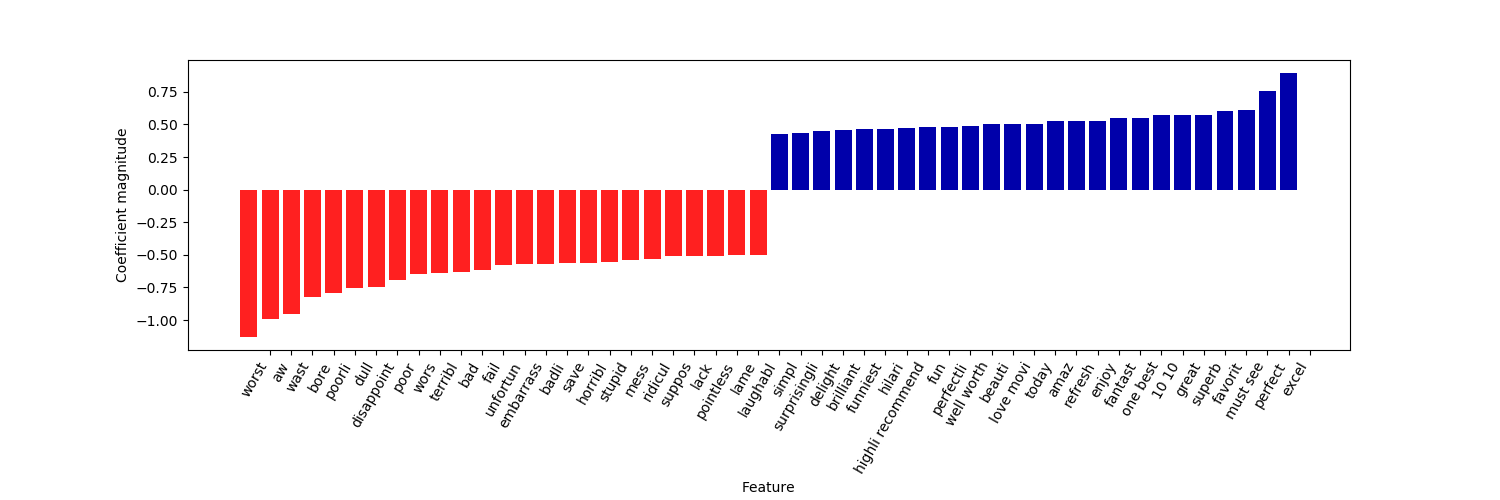 0.75
0.50
0.25
0.00
−0.25
−0.50
−0.75
−1.00
Coefficient magnitude
worst
aw
wast
bore
poorli
dull
disappoint
poor
wors
terribl
bad
fail
unfortun
embarrass
badli
save
horribl
stupid
mess
ridicul
suppos
lack
pointless
lame
laughabl
simpl
surprisingli
delight
brilliant
funniest
hilari
highli recommend
fun
perfectli
well worth
beauti
love movi
today
amaz
refresh
enjoy
fantast
one best
10 10
great
superb
favorit
must see
perfect
excel
Feature